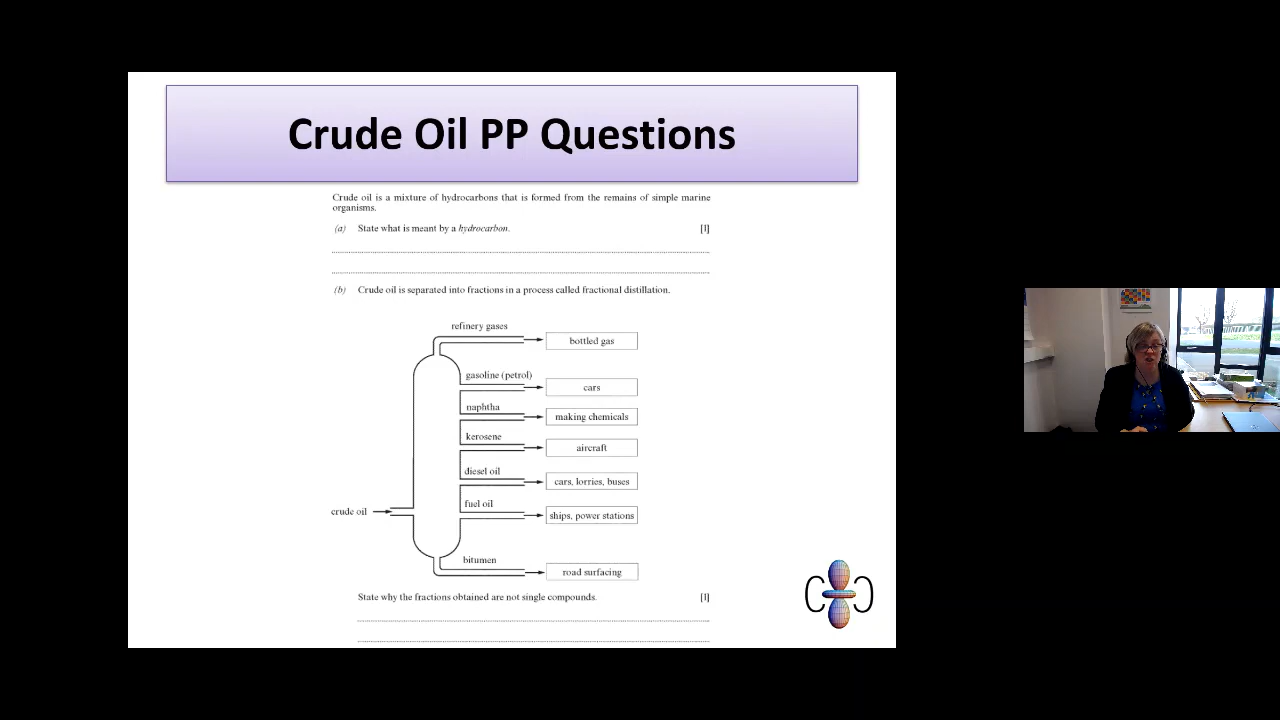 Crude Oil PP Questions
Crude oil is a mixture of hydrocarbons that is formed from the remains of simple marine
organisms.
(a) State what is meant by a hydrocarbon. [1]
(b) Crude oil is separated into fractions in a process called fractional distillation.
refinery gases
bottled gas
gasoline (petrol)
cars
naphtha
making chemicals
kerosene
aircraft
diesel oil
cars, lorries, buses
fuel oil
crude oil
ships, power stations
bitumen
road surfacing
State why the fractions obtained are not single compounds. [1]